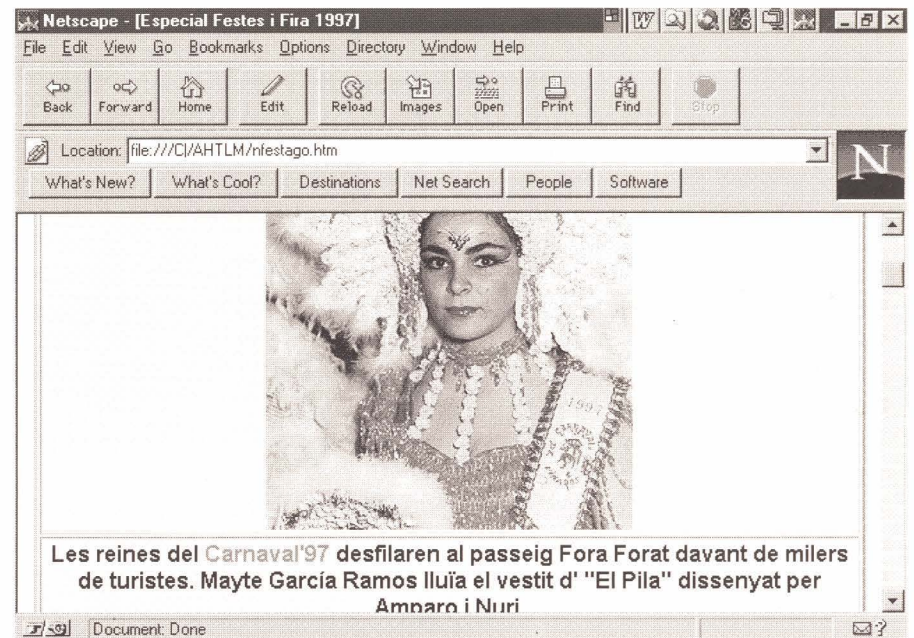 Netscape - [Especial Festes i Fira 1997]
File Edit View Go Bookmarks Options Directory Window Help
Back Forward Home Edit Reload Images Open Print Find Stop
Location: file:///C|/AHTLM/nfestago.htm
N
What's New? What's Cool? Destinations Net Search People Software
1997
Les reines del Carnaval'97 desfilaren al passeig Fora Forat davant de milers
de turistes. Mayte García Ramos lluïa el vestit d' "El Pila" dissenyat per
Amparo i Nuri
Document: Done